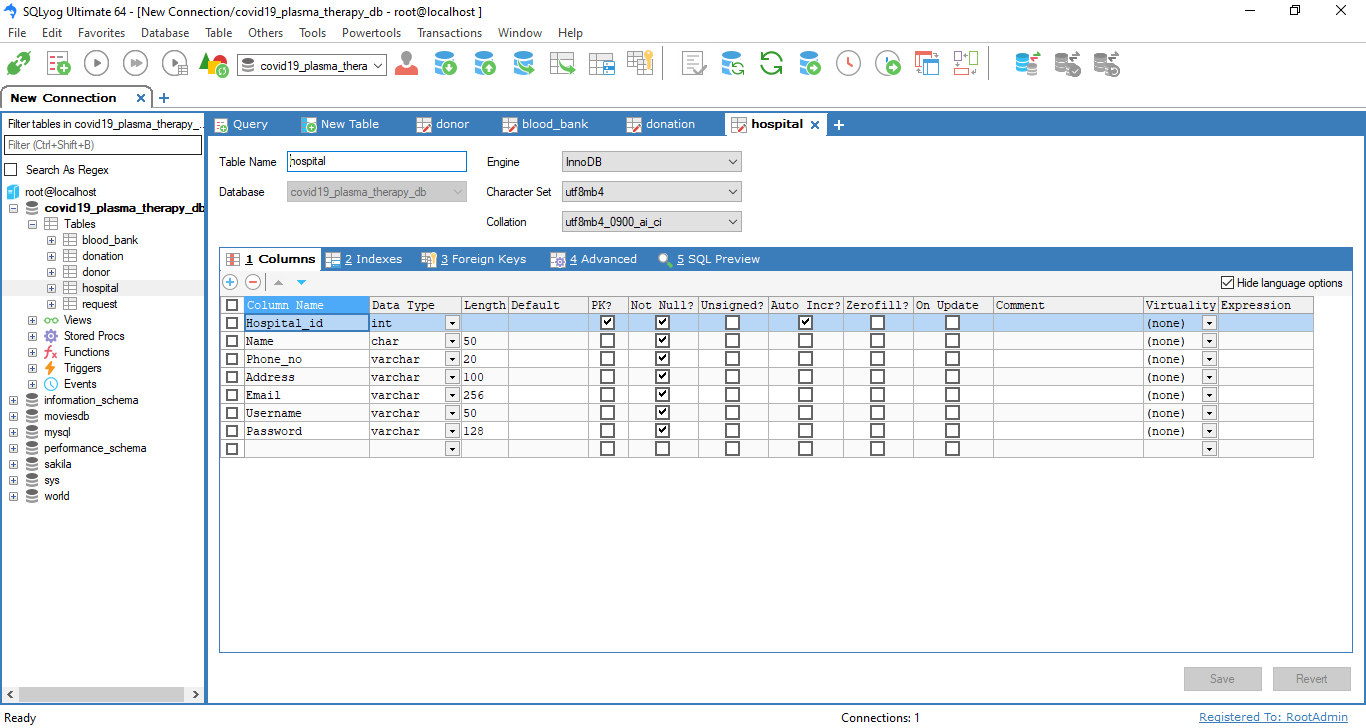 SQLyog Ultimate 64 - [New Connection/covid19_plasma_therapy_db - root@localhost ]
File Edit Favorites Database Table Others Tools Powertools Transactions Window Help
covid19_plasma_thera
New Connection
Filter tables in covid19_plasma_therapy_...
Filter (Ctrl+Shift+B)
Search As Regex
root@localhost
covid19_plasma_therapy_db
Tables
blood_bank
donation
donor
hospital
request
Views
Stored Procs
Functions
Triggers
Events
information_schema
moviesdb
mysql
performance_schema
sakila
sys
world
Query New Table donor blood_bank donation hospital
Table Name hospital Engine InnoDB
Database covid19_plasma_therapy_db Character Set utf8mb4
Collation utf8mb4_0900_ai_ci
1 Columns 2 Indexes 3 Foreign Keys 4 Advanced 5 SQL Preview
Hide language options
Column Name Data Type Length Default PK? Not Null? Unsigned? Auto Incr? Zerofill? On Update Comment Virtuality Expression
Hospital_id int (none)
Name char 50 (none)
Phone_no varchar 20 (none)
Address varchar 100 (none)
Email varchar 256 (none)
Username varchar 50 (none)
Password varchar 128 (none)
Save Revert
Ready Connections: 1 Registered To: RootAdmin